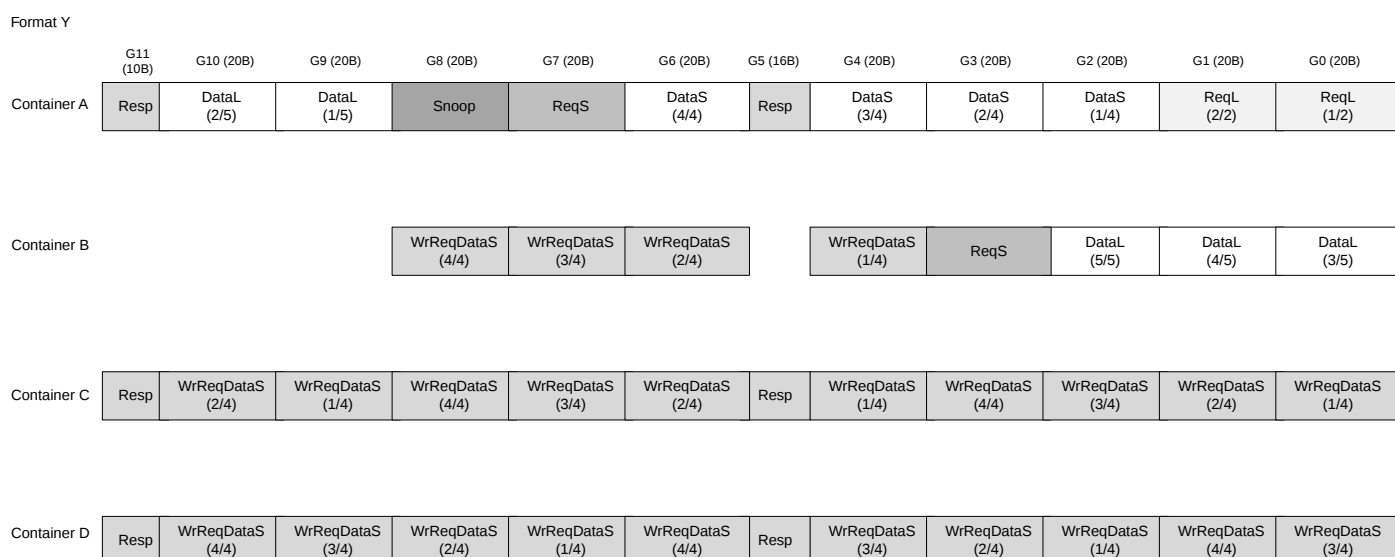 Format Y
G11 (10B) G10 (20B) G9 (20B) G8 (20B) G7 (20B) G6 (20B) G5 (16B) G4 (20B) G3 (20B) G2 (20B) G1 (20B) G0 (20B)
Container A Resp DataL (2/5) DataL (1/5) Snoop ReqS DataS (4/4) Resp DataS (3/4) DataS (2/4) DataS (1/4) ReqL (2/2) ReqL (1/2)
Container B WrReqDataS (4/4) WrReqDataS (3/4) WrReqDataS (2/4) WrReqDataS (1/4) ReqS DataL (5/5) DataL (4/5) DataL (3/5)
Container C Resp WrReqDataS (2/4) WrReqDataS (1/4) WrReqDataS (4/4) WrReqDataS (3/4) WrReqDataS (2/4) Resp WrReqDataS (1/4) WrReqDataS (4/4) WrReqDataS (3/4) WrReqDataS (2/4) WrReqDataS (1/4)
Container D Resp WrReqDataS (4/4) WrReqDataS (3/4) WrReqDataS (2/4) WrReqDataS (1/4) WrReqDataS (4/4) Resp WrReqDataS (3/4) WrReqDataS (2/4) WrReqDataS (1/4) WrReqDataS (4/4) WrReqDataS (3/4)